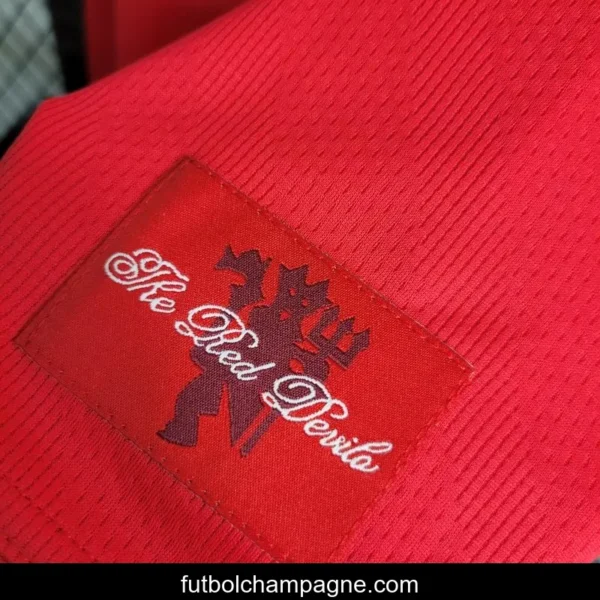 The Red Devils
futbolchampagne.com